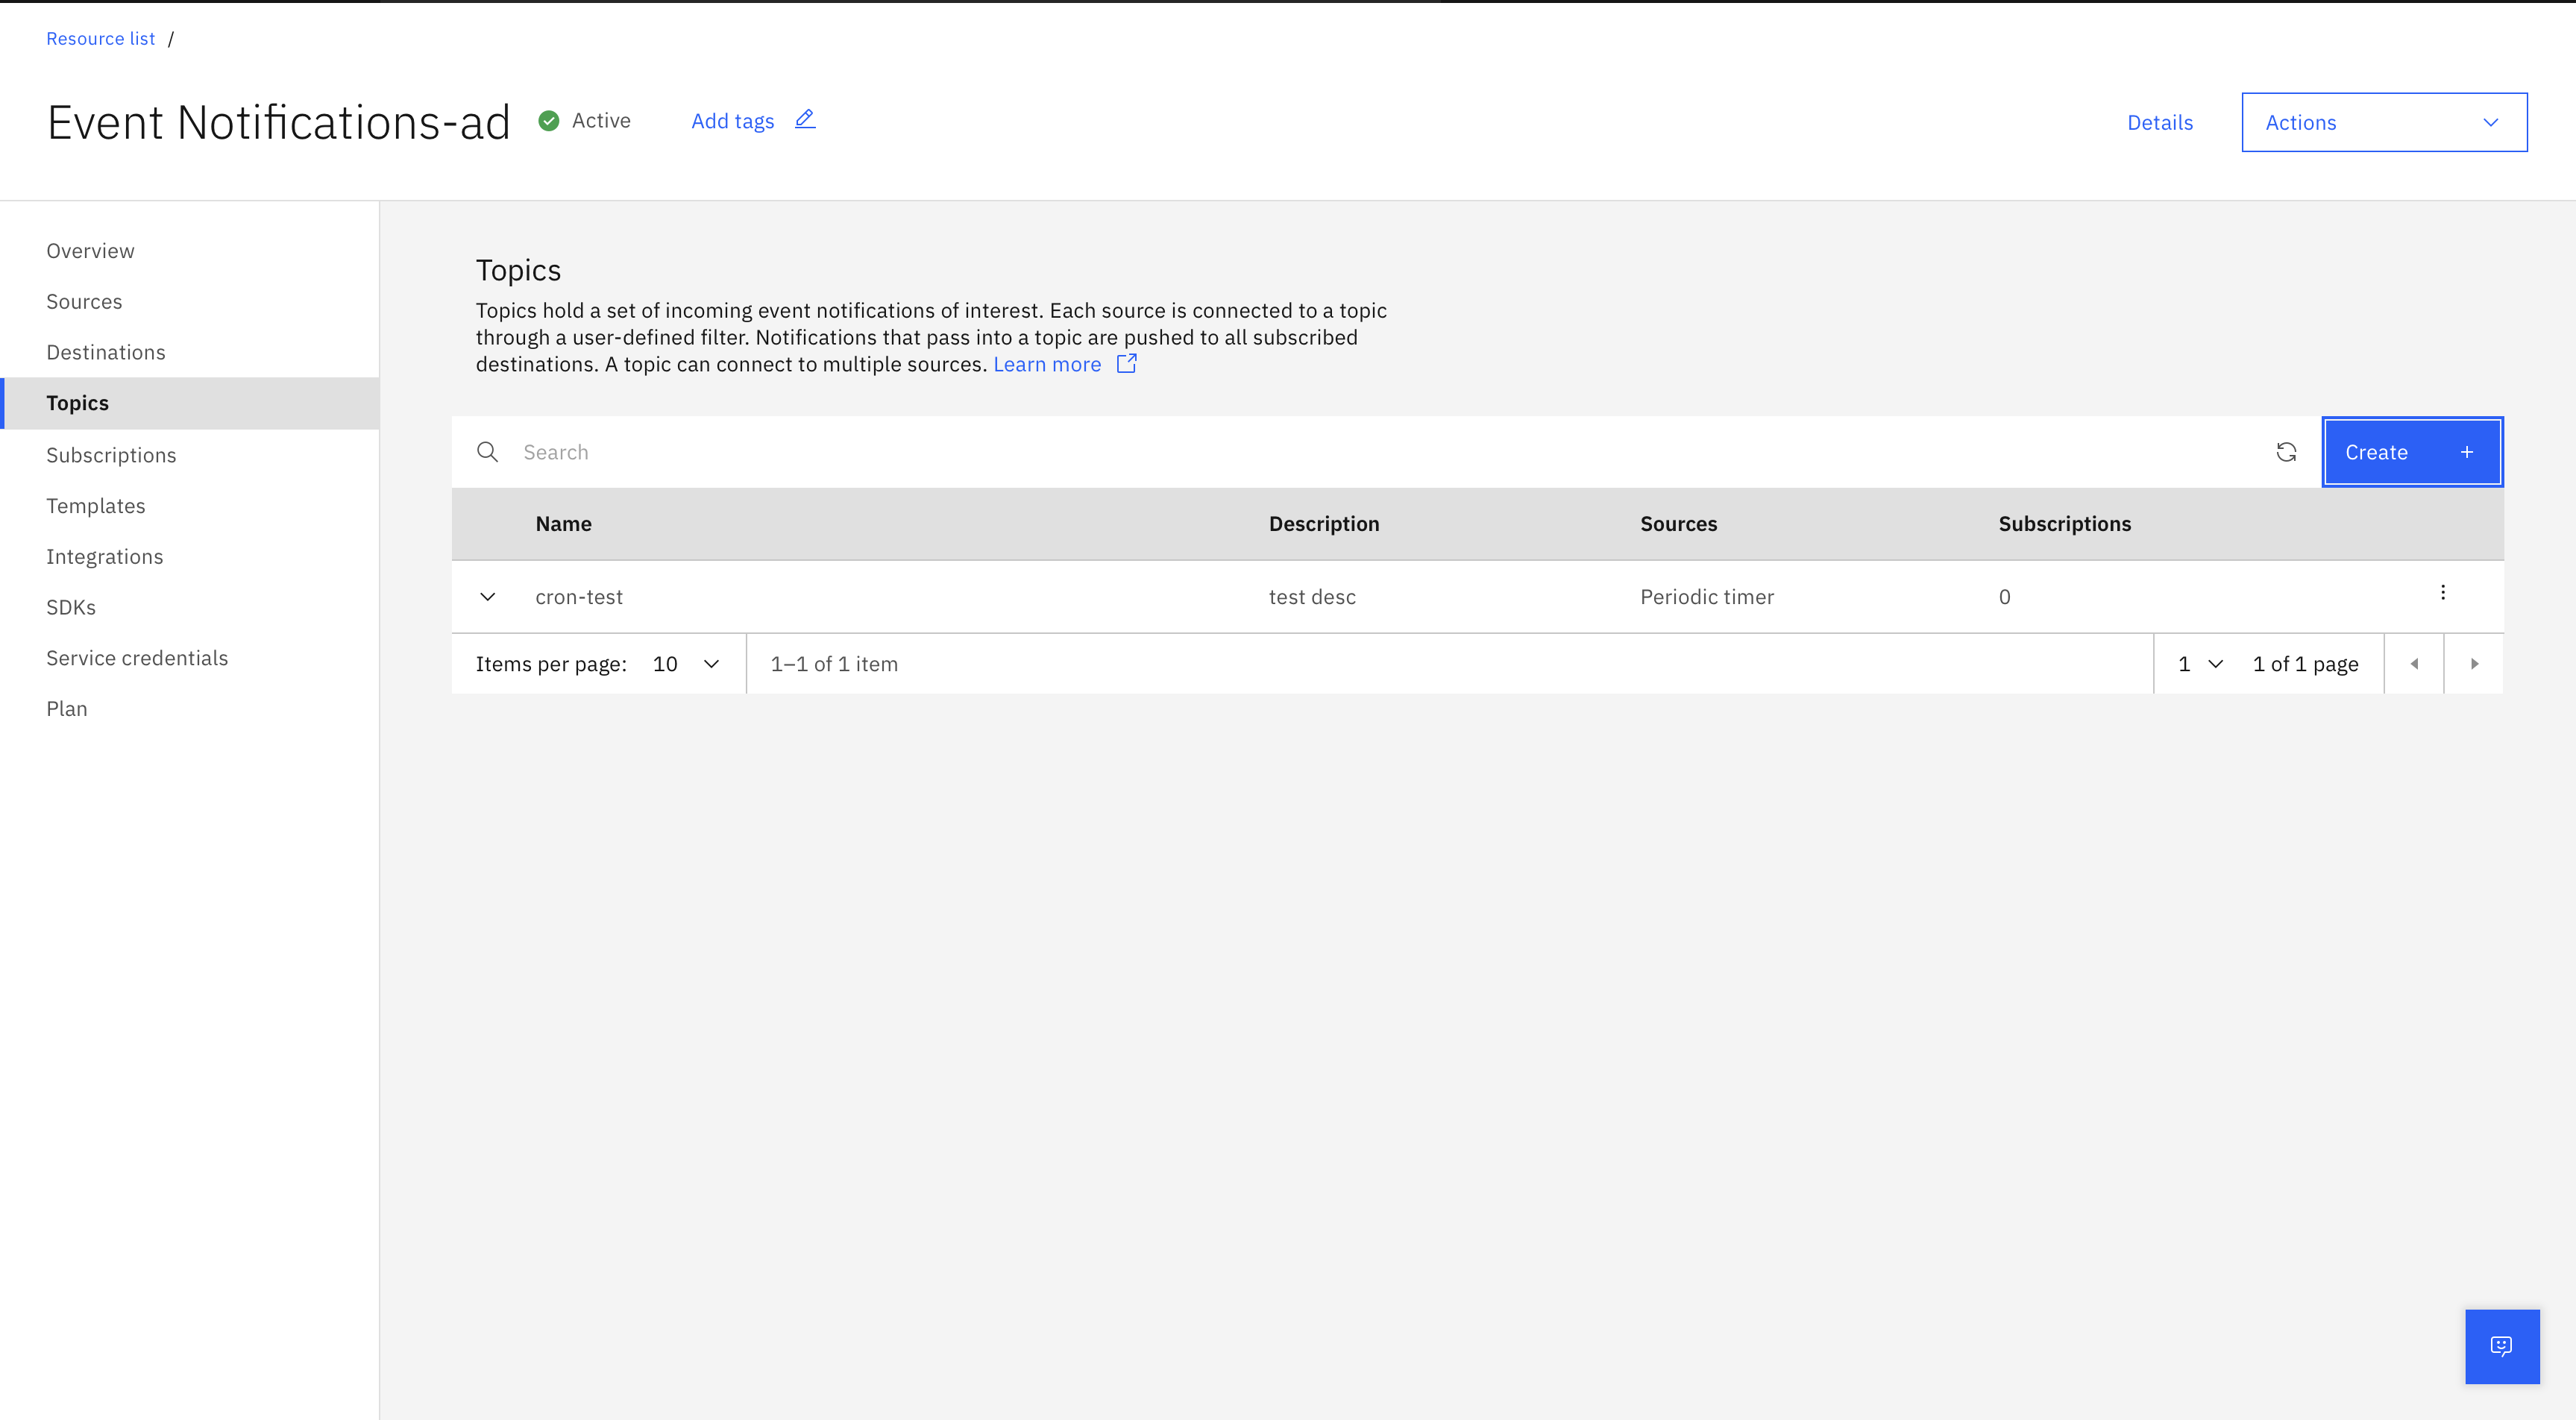 Resource list /
Event Notifications-ad Active Add tags Details Actions
Overview
Sources
Destinations
Topics
Subscriptions
Templates
Integrations
SDKs
Service credentials
Plan
Topics
Topics hold a set of incoming event notifications of interest. Each source is connected to a topic
through a user-defined filter. Notifications that pass into a topic are pushed to all subscribed
destinations. A topic can connect to multiple sources. Learn more
Search Create +
Name Description Sources Subscriptions
cron-test test desc Periodic timer 0
Items per page: 10 1–1 of 1 item 1 1 of 1 page